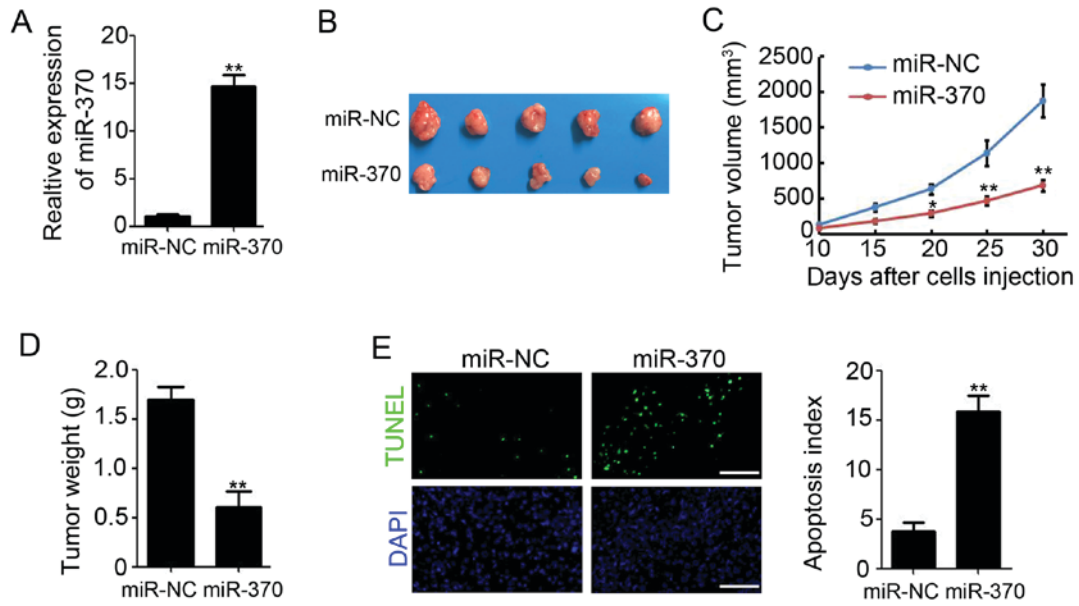 A
Realtive expression
of miR-370
20
15
10
5
0
**
miR-NC miR-370
B
miR-NC
miR-370
C
Tumor volume (mm³)
2500
2000
1500
1000
500
0
miR-NC
miR-370
* ** **
10 15 20 25 30
Days after cells injection
D
Tumor weight (g)
2.0
1.5
1.0
0.5
0
**
miR-NC miR-370
E
miR-NC miR-370
TUNEL
DAPI
Apoptosis index
20
15
10
5
0
**
miR-NC miR-370